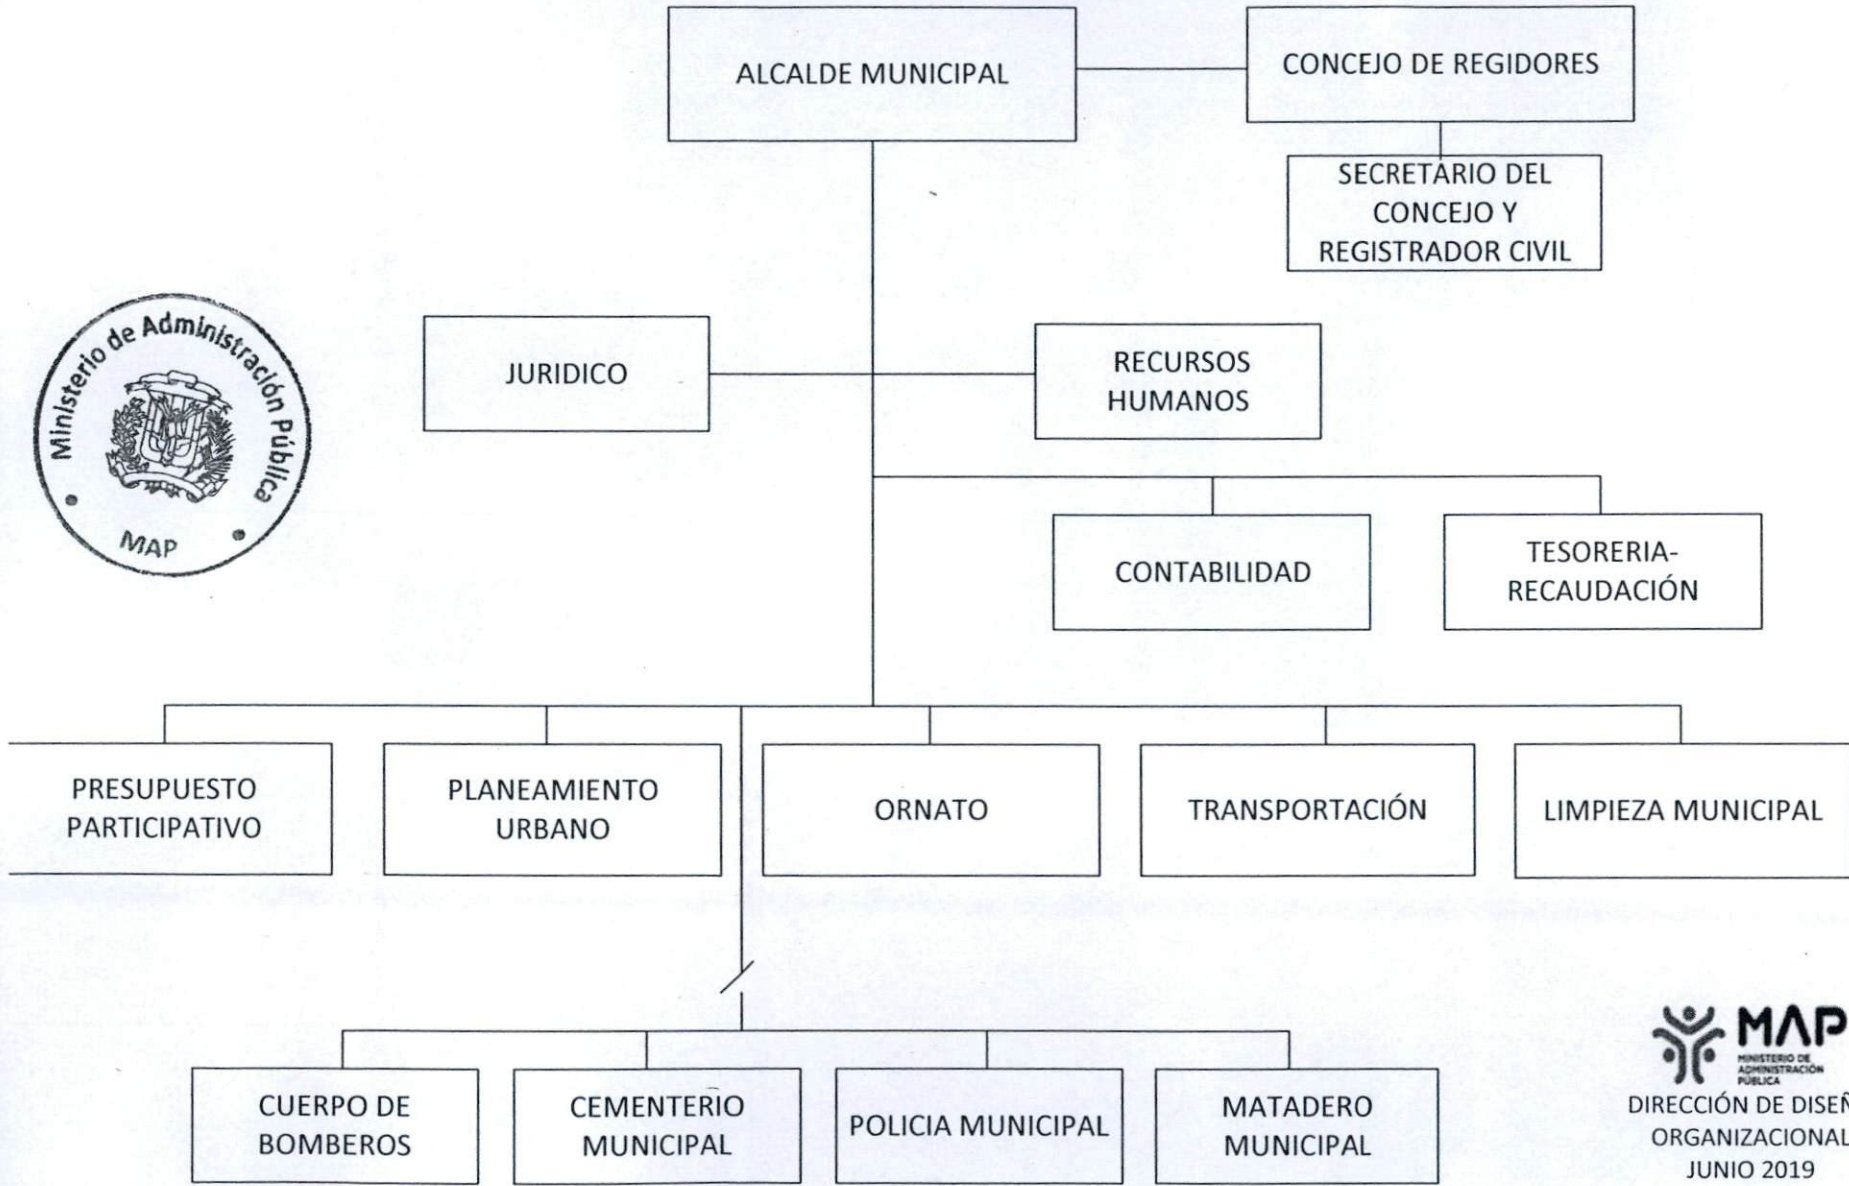 ALCALDE MUNICIPAL
CONCEJO DE REGIDORES
SECRETARIO DEL
CONCEJO Y
REGISTRADOR CIVIL
Ministerio de Administración Pública
MAP
JURIDICO
RECURSOS
HUMANOS
CONTABILIDAD
TESORERIA-
RECAUDACIÓN
PRESUPUESTO
PARTICIPATIVO
PLANEAMIENTO
URBANO
ORNATO
TRANSPORTACIÓN
LIMPIEZA MUNICIPAL
CUERPO DE
BOMBEROS
CEMENTERIO
MUNICIPAL
POLICIA MUNICIPAL
MATADERO
MUNICIPAL
MAP
MINISTERIO DE
ADMINISTRACIÓN
PÚBLICA
DIRECCIÓN DE DISEÑ
ORGANIZACIONAL
JUNIO 2019